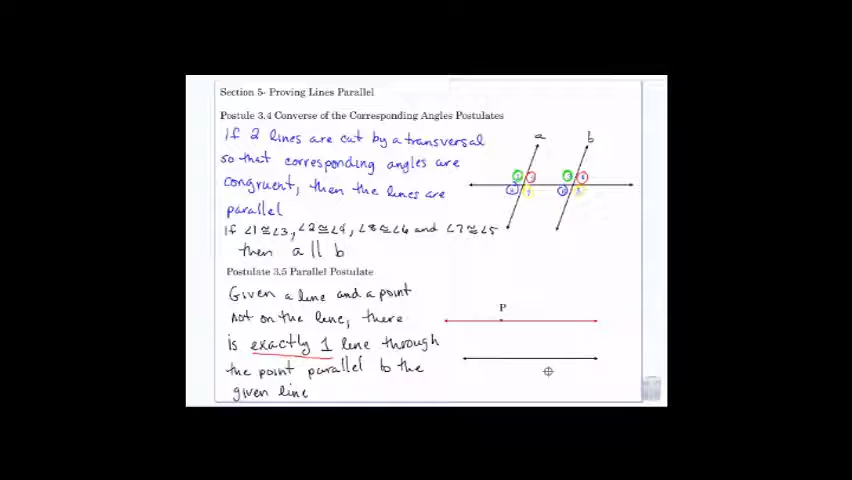 Section 5- Proving Lines Parallel
Postule 3.4 Converse of the Corresponding Angles Postulates
If 2 lines are cut by a transversal
so that corresponding angles are
congruent, then the lines are
parallel
If ∠1≅∠3, ∠2≅∠4, ∠8≅∠6 and ∠7≅∠5
then a || b
a
b
Postulate 3.5 Parallel Postulate
Given a line and a point
not on the line, there
is exactly 1 line through
the point parallel to the
given line
P